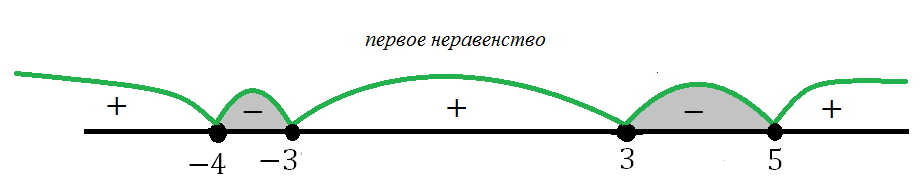 первое неравенство
+ − + − +
−4 −3 3 5